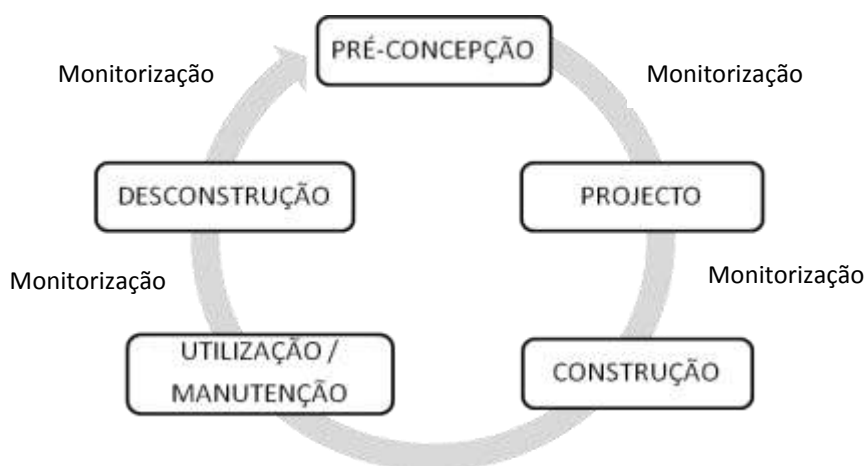 PRÉ-CONCEPÇÃO
Monitorização
Monitorização
DESCONSTRUÇÃO
PROJECTO
Monitorização
Monitorização
UTILIZAÇÃO /
MANUTENÇÃO
CONSTRUÇÃO